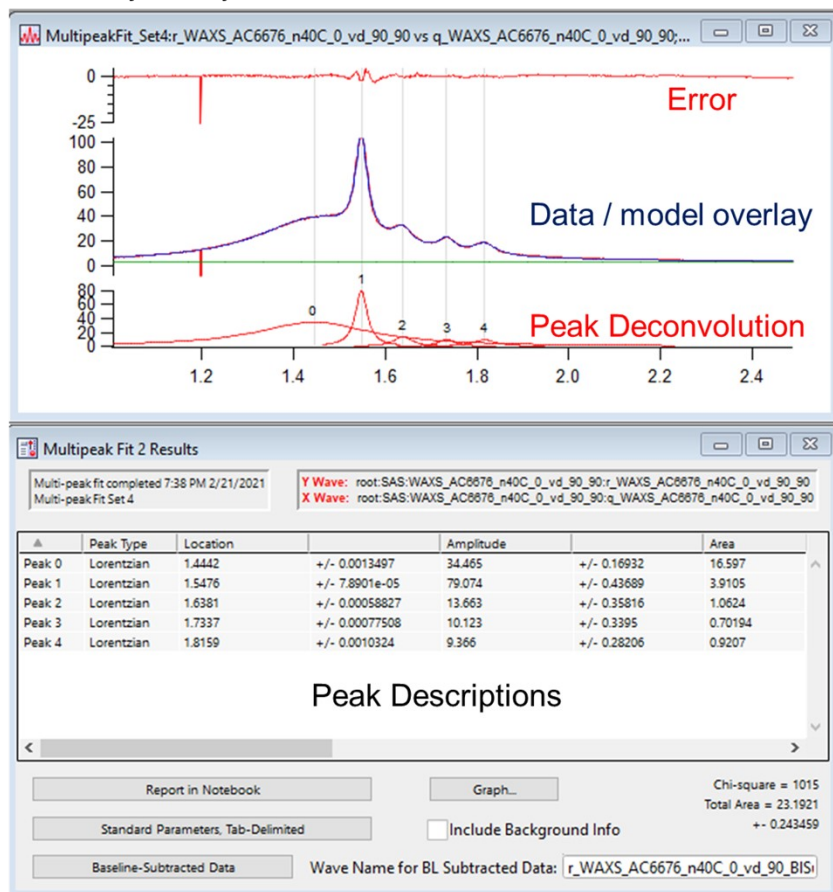 MultipeakFit_Set4:r_WAXS_AC6676_n40C_0_vd_90_90 vs q_WAXS_AC6676_n40C_0_vd_90_90;...
0
-25
Error
100
80
60
40
20
0
Data / model overlay
80
60
40
20
0
0
1
2
3
4
Peak Deconvolution
1.2 1.4 1.6 1.8 2.0 2.2 2.4
Multipeak Fit 2 Results
Multi-peak fit completed 7:38 PM 2/21/2021
Multi-peak Fit Set 4
Y Wave: root:SAS:WAXS_AC6676_n40C_0_vd_90_90:r_WAXS_AC6676_n40C_0_vd_90_90
X Wave: root:SAS:WAXS_AC6676_n40C_0_vd_90_90:q_WAXS_AC6676_n40C_0_vd_90_90
Peak Type Location Amplitude Area
Peak 0 Lorentzian 1.4442 +/- 0.0013497 34.465 +/- 0.16932 16.597
Peak 1 Lorentzian 1.5476 +/- 7.8901e-05 79.074 +/- 0.43689 3.9105
Peak 2 Lorentzian 1.6381 +/- 0.00058827 13.663 +/- 0.35816 1.0624
Peak 3 Lorentzian 1.7337 +/- 0.00077508 10.123 +/- 0.3395 0.70194
Peak 4 Lorentzian 1.8159 +/- 0.0010324 9.366 +/- 0.28206 0.9207
Peak Descriptions
Report in Notebook
Graph...
Chi-square = 1015
Total Area = 23.1921
+- 0.243459
Standard Parameters, Tab-Delimited
Include Background Info
Baseline-Subtracted Data
Wave Name for BL Subtracted Data: r_WAXS_AC6676_n40C_0_vd_90_BIS